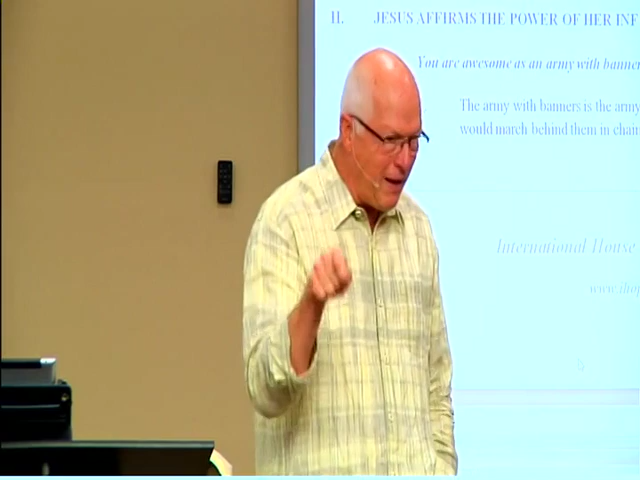 II. JESUS AFFIRMS THE POWER OF HER INF
You are awesome as an army with banner
The army with banners is the army
would march behind them in chai
International House